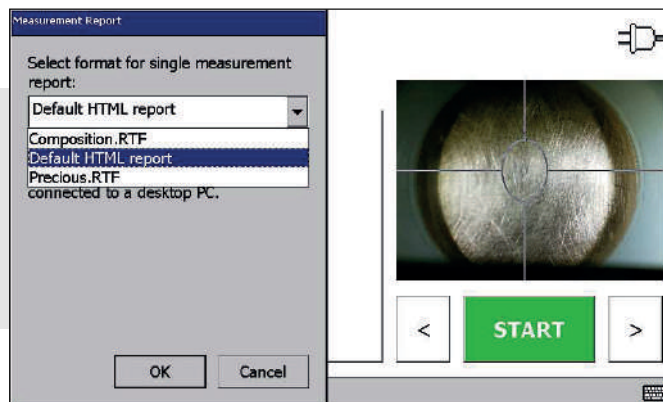 Measurement Report
Select format for single measurement
report:
Default HTML report
Composition.RTF
Default HTML report
Precious.RTF
connected to a desktop PC.
< START >
OK Cancel